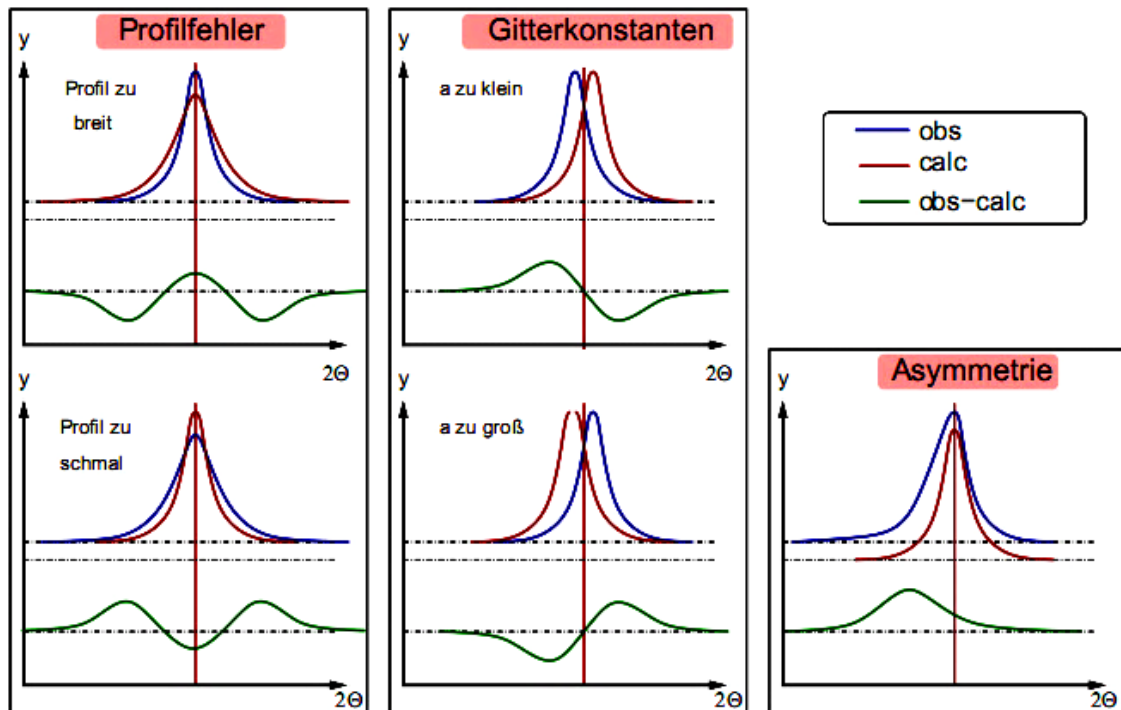 Profilfehler
y
Profil zu
breit
2Θ
y
Profil zu
schmal
2Θ
Gitterkonstanten
y
a zu klein
2Θ
y
a zu groß
2Θ
obs
calc
obs−calc
Asymmetrie
y
2Θ